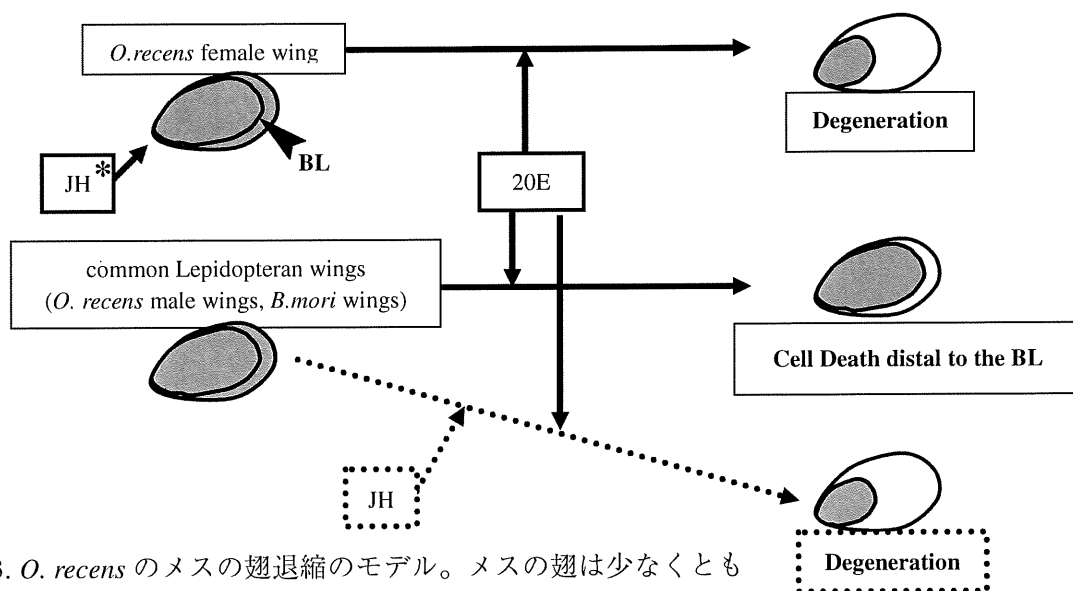 O.recens female wing
Degeneration
JH*
BL
20E
common Lepidopteran wings
(O. recens male wings, B.mori wings)
Cell Death distal to the BL
JH
Degeneration
. O. recens のメスの翅退縮のモデル。メスの翅は少なくとも